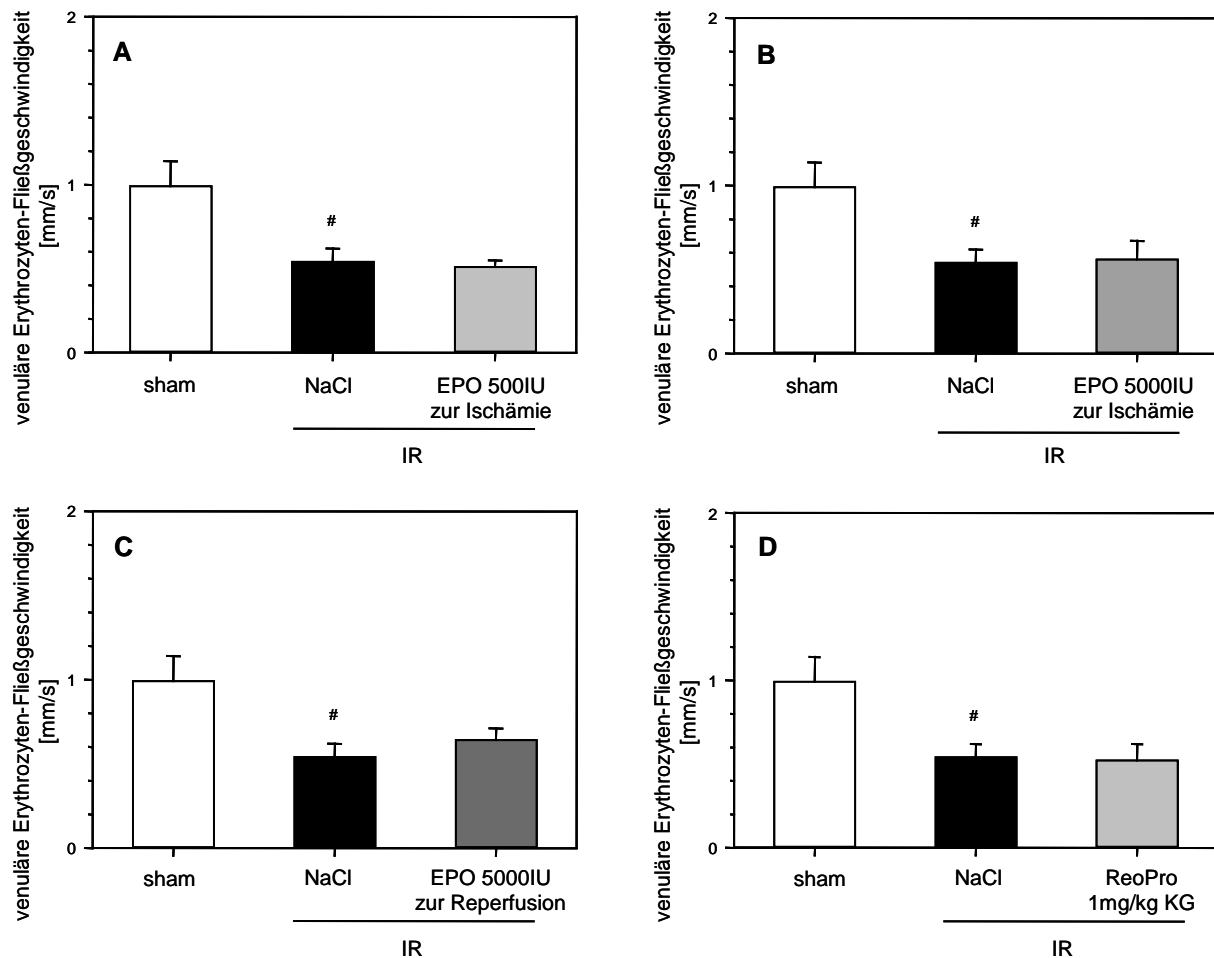 A
venuläre Erythrozyten-Fließgeschwindigkeit
[mm/s]
2
1
0
#
sham
NaCl
EPO 500IU
zur Ischämie
IR
B
venuläre Erythrozyten-Fließgeschwindigkeit
[mm/s]
2
1
0
#
sham
NaCl
EPO 5000IU
zur Ischämie
IR
C
venuläre Erythrozyten-Fließgeschwindigkeit
[mm/s]
2
1
0
#
sham
NaCl
EPO 5000IU
zur Reperfusion
IR
D
venuläre Erythrozyten-Fließgeschwindigkeit
[mm/s]
2
1
0
#
sham
NaCl
ReoPro
1mg/kg KG
IR